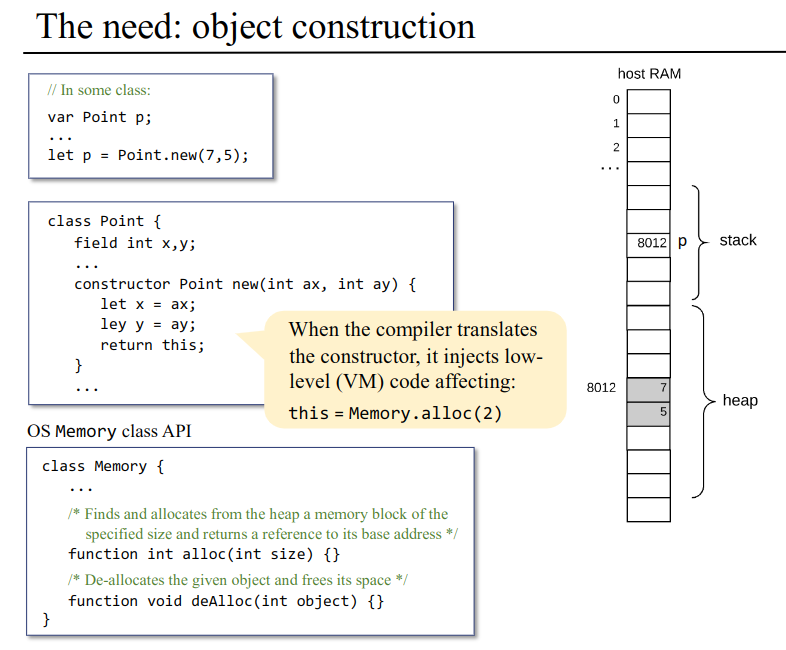 The need: object construction
// In some class:
var Point p;
...
let p = Point.new(7,5);
class Point {
field int x,y;
...
constructor Point new(int ax, int ay) {
let x = ax;
ley y = ay;
return this;
}
...
When the compiler translates
the constructor, it injects low-
level (VM) code affecting:
this = Memory.alloc(2)
OS Memory class API
class Memory {
...
/* Finds and allocates from the heap a memory block of the
specified size and returns a reference to its base address */
function int alloc(int size) {}
/* De-allocates the given object and frees its space */
function void deAlloc(int object) {}
}
host RAM
0
1
2
...
8012 p
stack
8012 7
5
heap